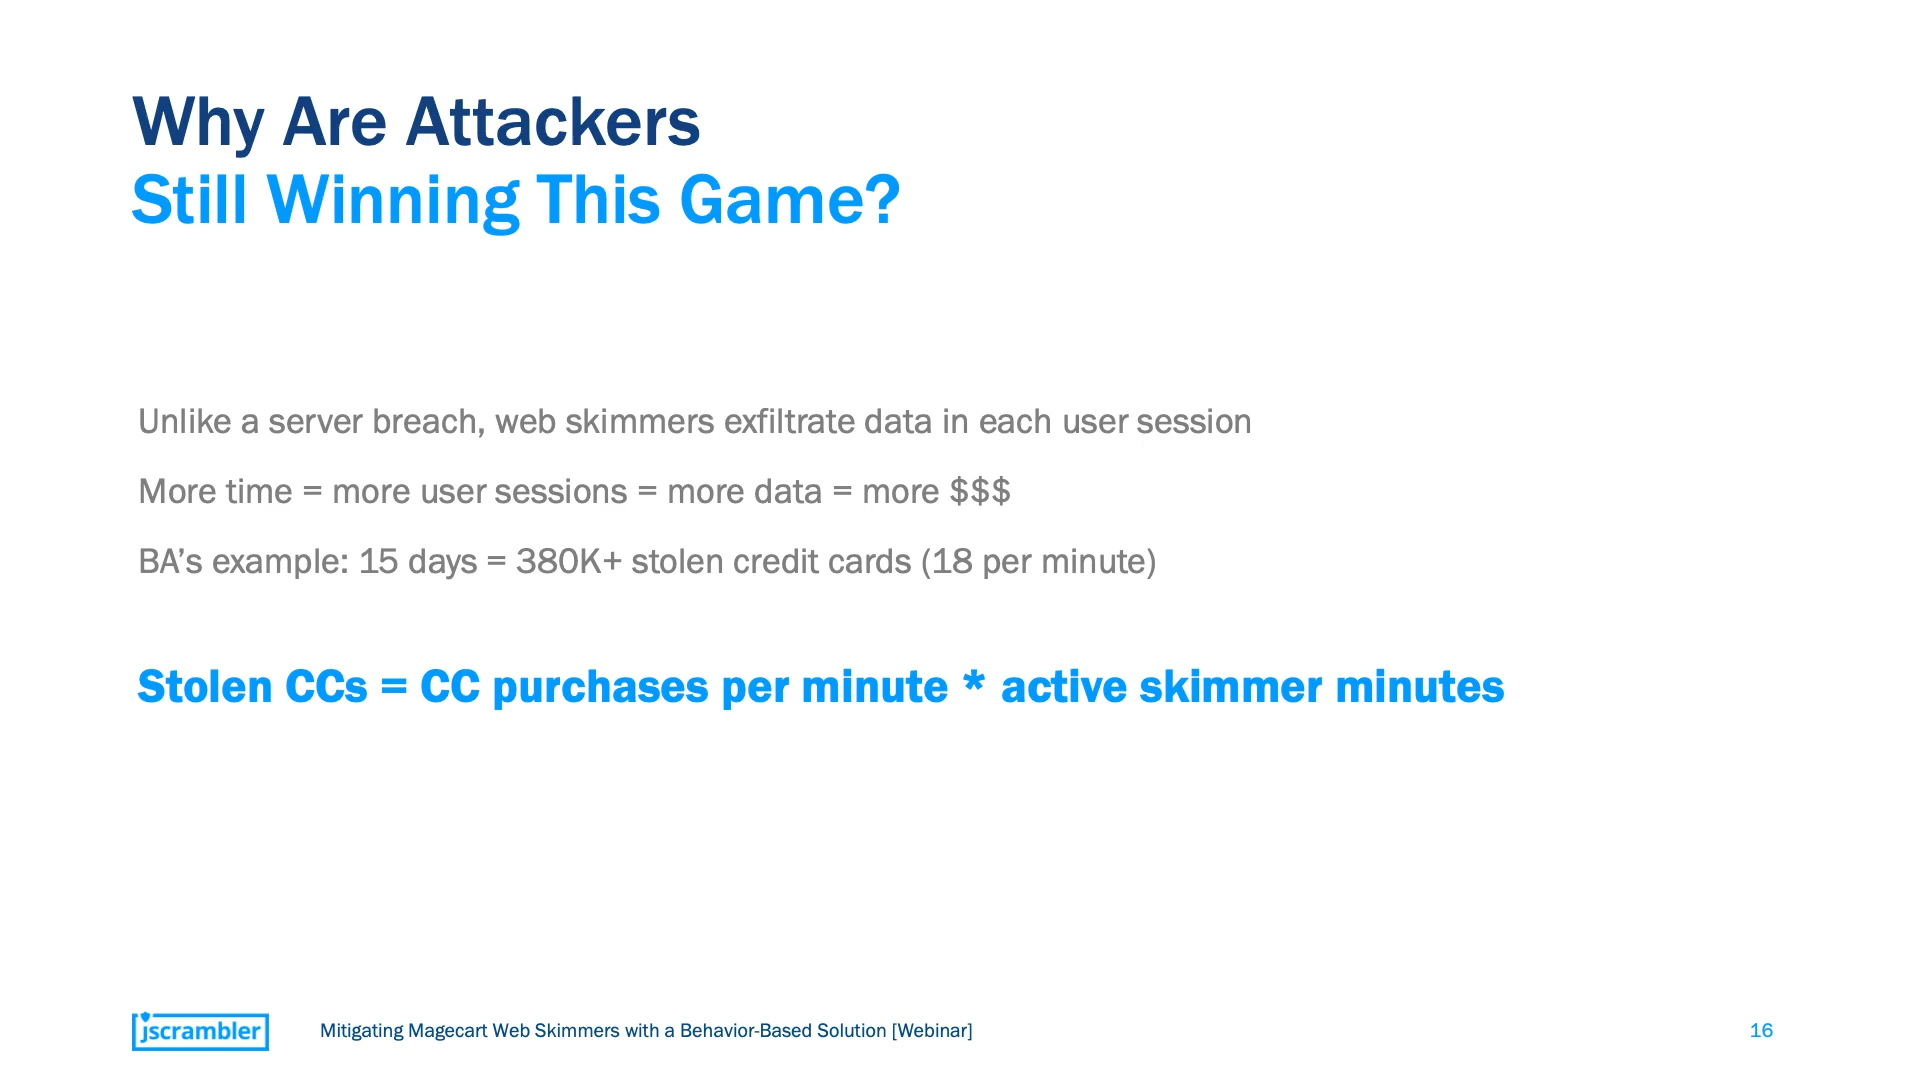 Why Are Attackers
Still Winning This Game?
Unlike a server breach, web skimmers exfiltrate data in each user session
More time = more user sessions = more data = more $$$
BA’s example: 15 days = 380K+ stolen credit cards (18 per minute)
Stolen CCs = CC purchases per minute * active skimmer minutes
jscrambler
Mitigating Magecart Web Skimmers with a Behavior-Based Solution [Webinar]
16